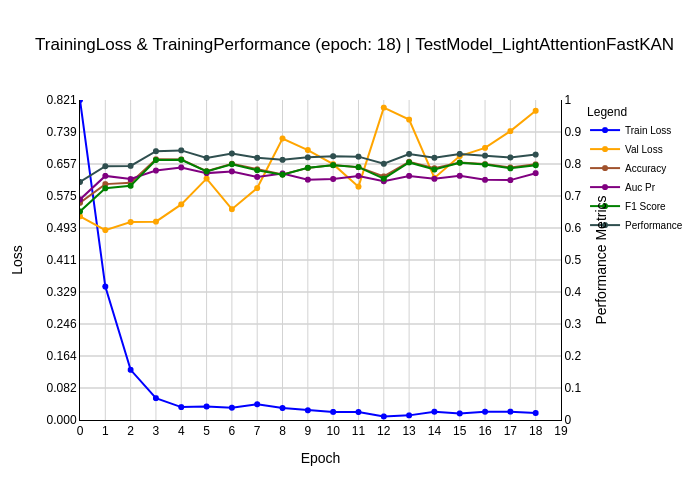 TrainingLoss & TrainingPerformance (epoch: 18) | TestModel_LightAttentionFastKAN
0.821
0.739
0.657
0.575
0.493
0.411
0.329
0.246
0.164
0.082
0.000
Loss
0 1 2 3 4 5 6 7 8 9 10 11 12 13 14 15 16 17 18 19
Epoch
1
0.9
0.8
0.7
0.6
0.5
0.4
0.3
0.2
0.1
0
Performance Metrics
Legend
Train Loss
Val Loss
Accuracy
Auc Pr
F1 Score
Performance